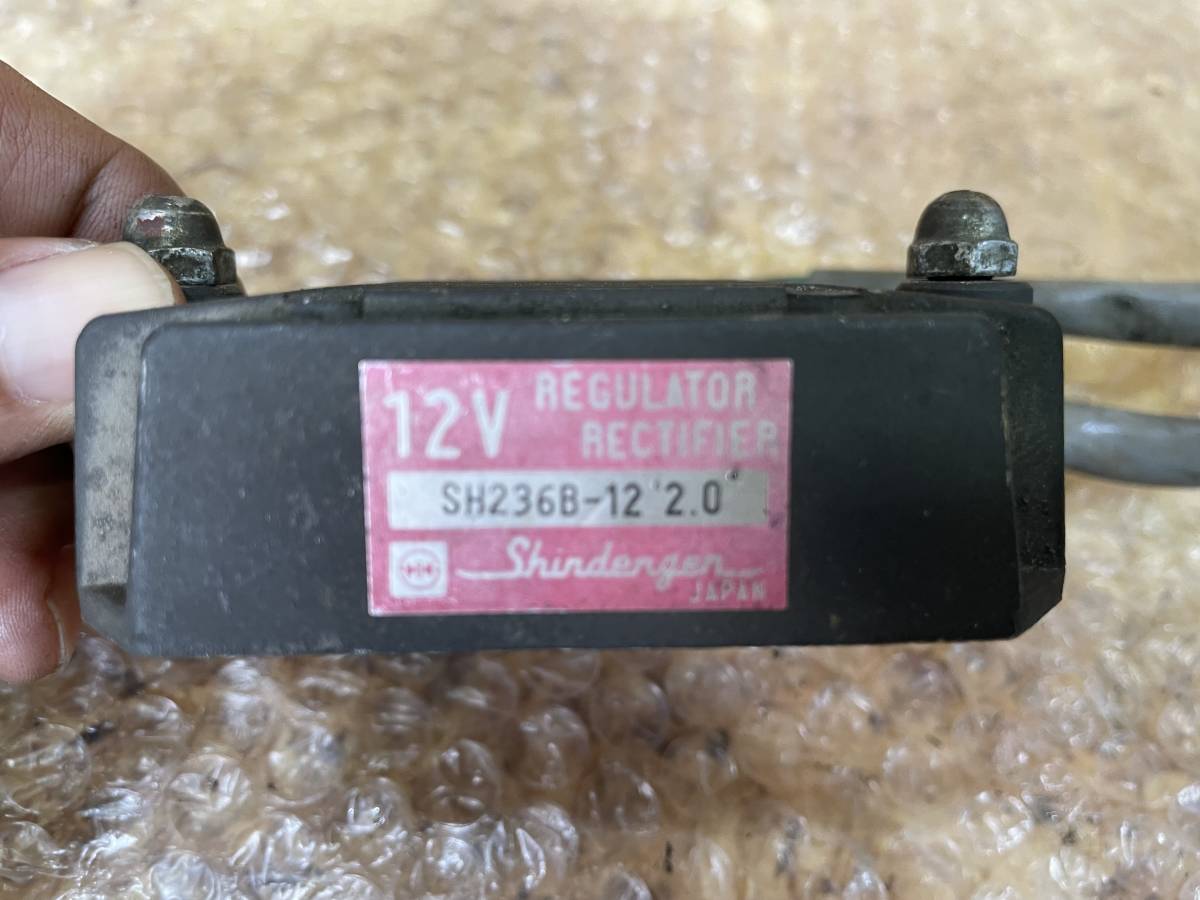 12V REGULATOR
RECTIFIER
SH236B-12 2.0
Shindengen
JAPAN